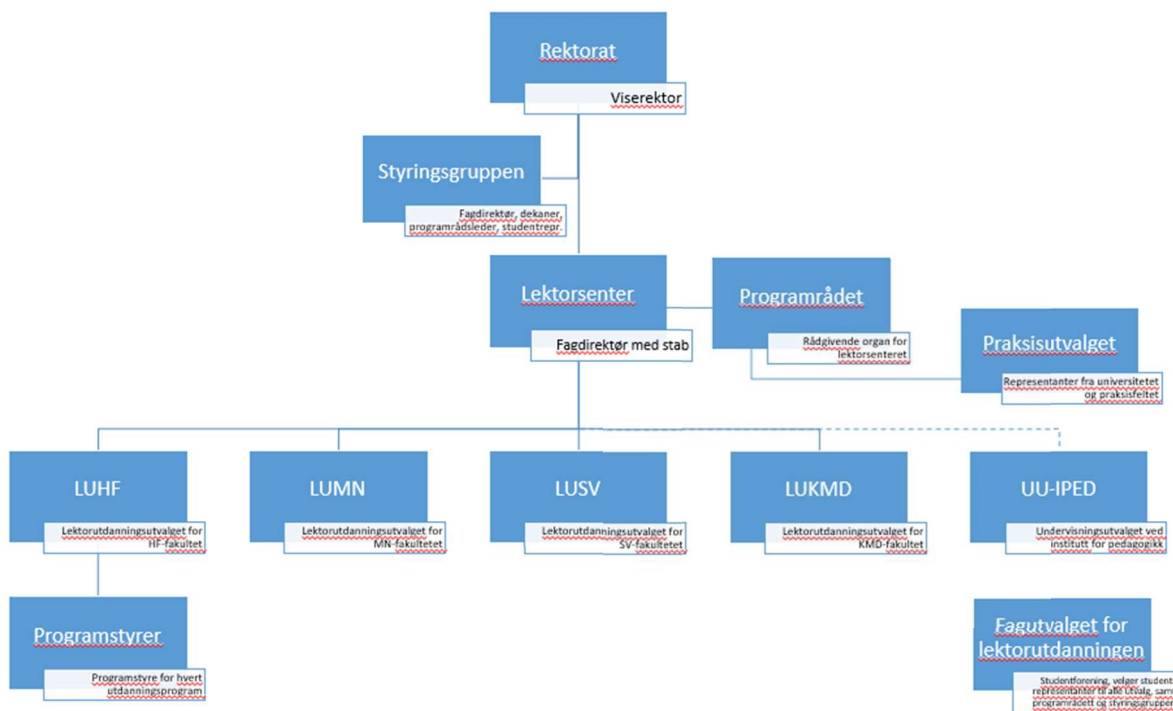 Rektorat
Viserektor
Styringsgruppen
Fagdirektør, dekaner,
programrådsleder, studentrepr.
Lektorsenter
Fagdirektør med stab
Programrådet
Rådgivende organ for
lektorsenteret
Praksisutvalget
Representanter fra universitetet
og praksisfeltet
LUHF
Lektorutdanningsutvalget for
HF-fakultet
LUMN
Lektorutdanningsutvalget for
MN-fakultetet
LUSV
Lektorutdanningsutvalget for
SV-fakultetet
LUKMD
Lektorutdanningsutvalget for
KMD-fakultet
UU-IPED
Undervisningsutvalget ved
institutt for pedagogikk
Programstyrer
Programstyre for hvert
utdanningsprogram
Fagutvalget for
lektorutdanningen
Studentforening, velger student
representanter til alle utvalg, sam
programrådett og styringsgruppen